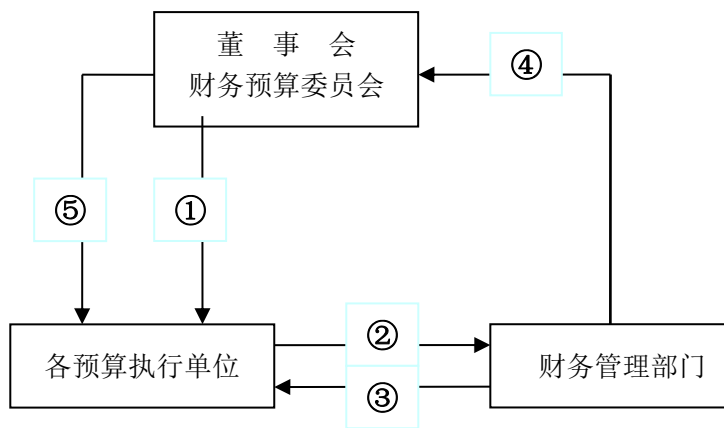 董 事 会
财务预算委员会
④
⑤
①
②
各预算执行单位
财务管理部门
③